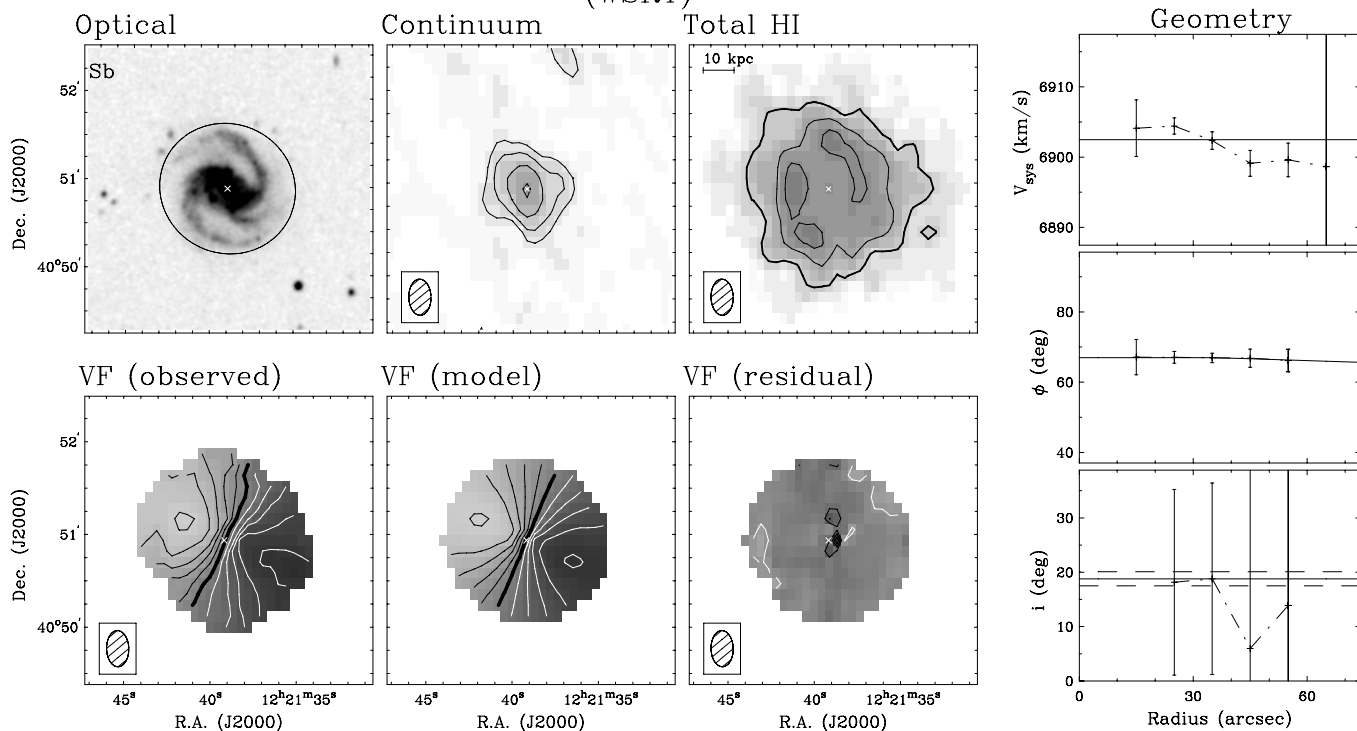 (WSRT)
Optical
Continuum
Total HI
Geometry
Sb
10 kpc
52'
51'
40°50'
Dec. (J2000)
6910
6900
6890
V_sys (km/s)
80
60
40
φ (deg)
VF (observed)
VF (model)
VF (residual)
52'
51'
40°50'
Dec. (J2000)
30
20
10
0
i (deg)
45ˢ 40ˢ 12ʰ21ᵐ35ˢ
45ˢ 40ˢ 12ʰ21ᵐ35ˢ
45ˢ 40ˢ 12ʰ21ᵐ35ˢ
0 30 60
R.A. (J2000)
R.A. (J2000)
R.A. (J2000)
Radius (arcsec)